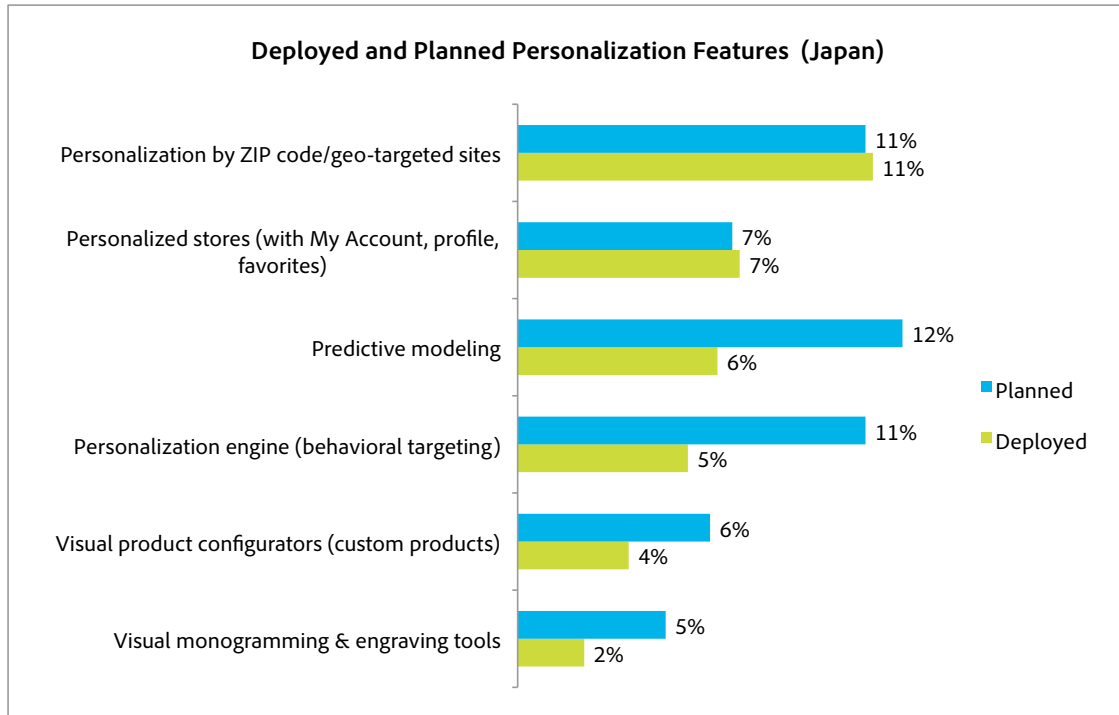 Deployed and Planned Personalization Features (Japan)
Personalization by ZIP code/geo-targeted sites
11%
11%
Personalized stores (with My Account, profile,
favorites)
7%
7%
Predictive modeling
12%
6%
Personalization engine (behavioral targeting)
11%
5%
Visual product configurators (custom products)
6%
4%
Visual monogramming & engraving tools
5%
2%
Planned
Deployed